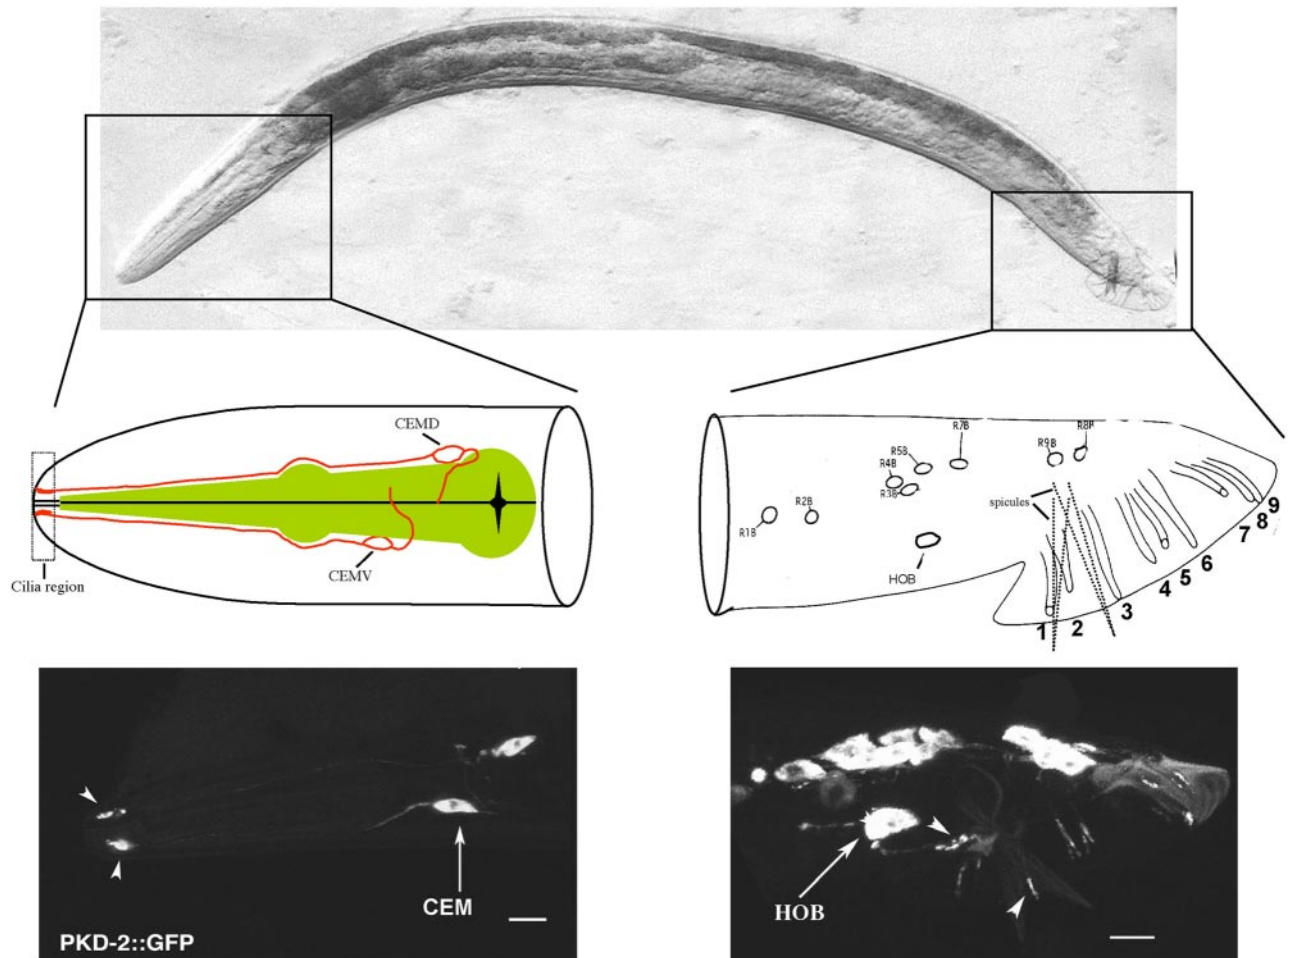 CEMD
CEMV
Cilia region
R1B
R2B
R3B
R4B
R5B
R7B
R9B
R8B
spicules
HOB
1
2
3
4
5
6
7
8
9
CEM
PKD-2::GFP
HOB